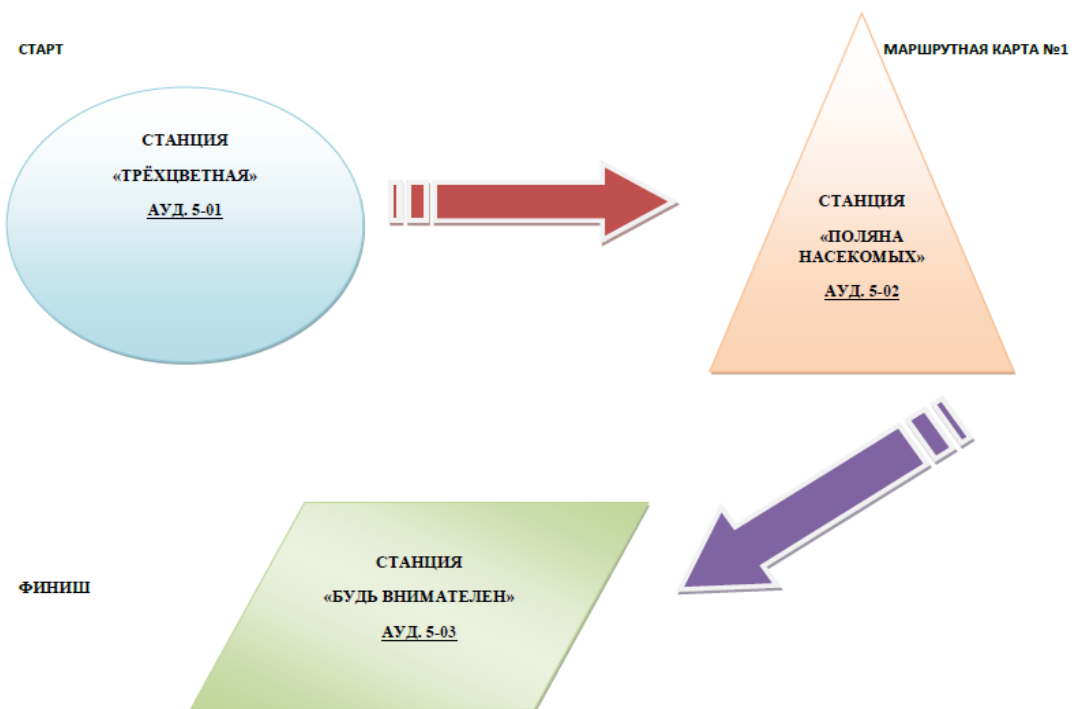 СТАРТ
МАРШРУТНАЯ КАРТА №1
СТАНЦИЯ
«ТРЁХЦВЕТНАЯ»
АУД. 5-01
СТАНЦИЯ
«ПОЛЯНА
НАСЕКОМЫХ»
АУД. 5-02
ФИНИШ
СТАНЦИЯ
«БУДЬ ВНИМАТЕЛЕН»
АУД. 5-03